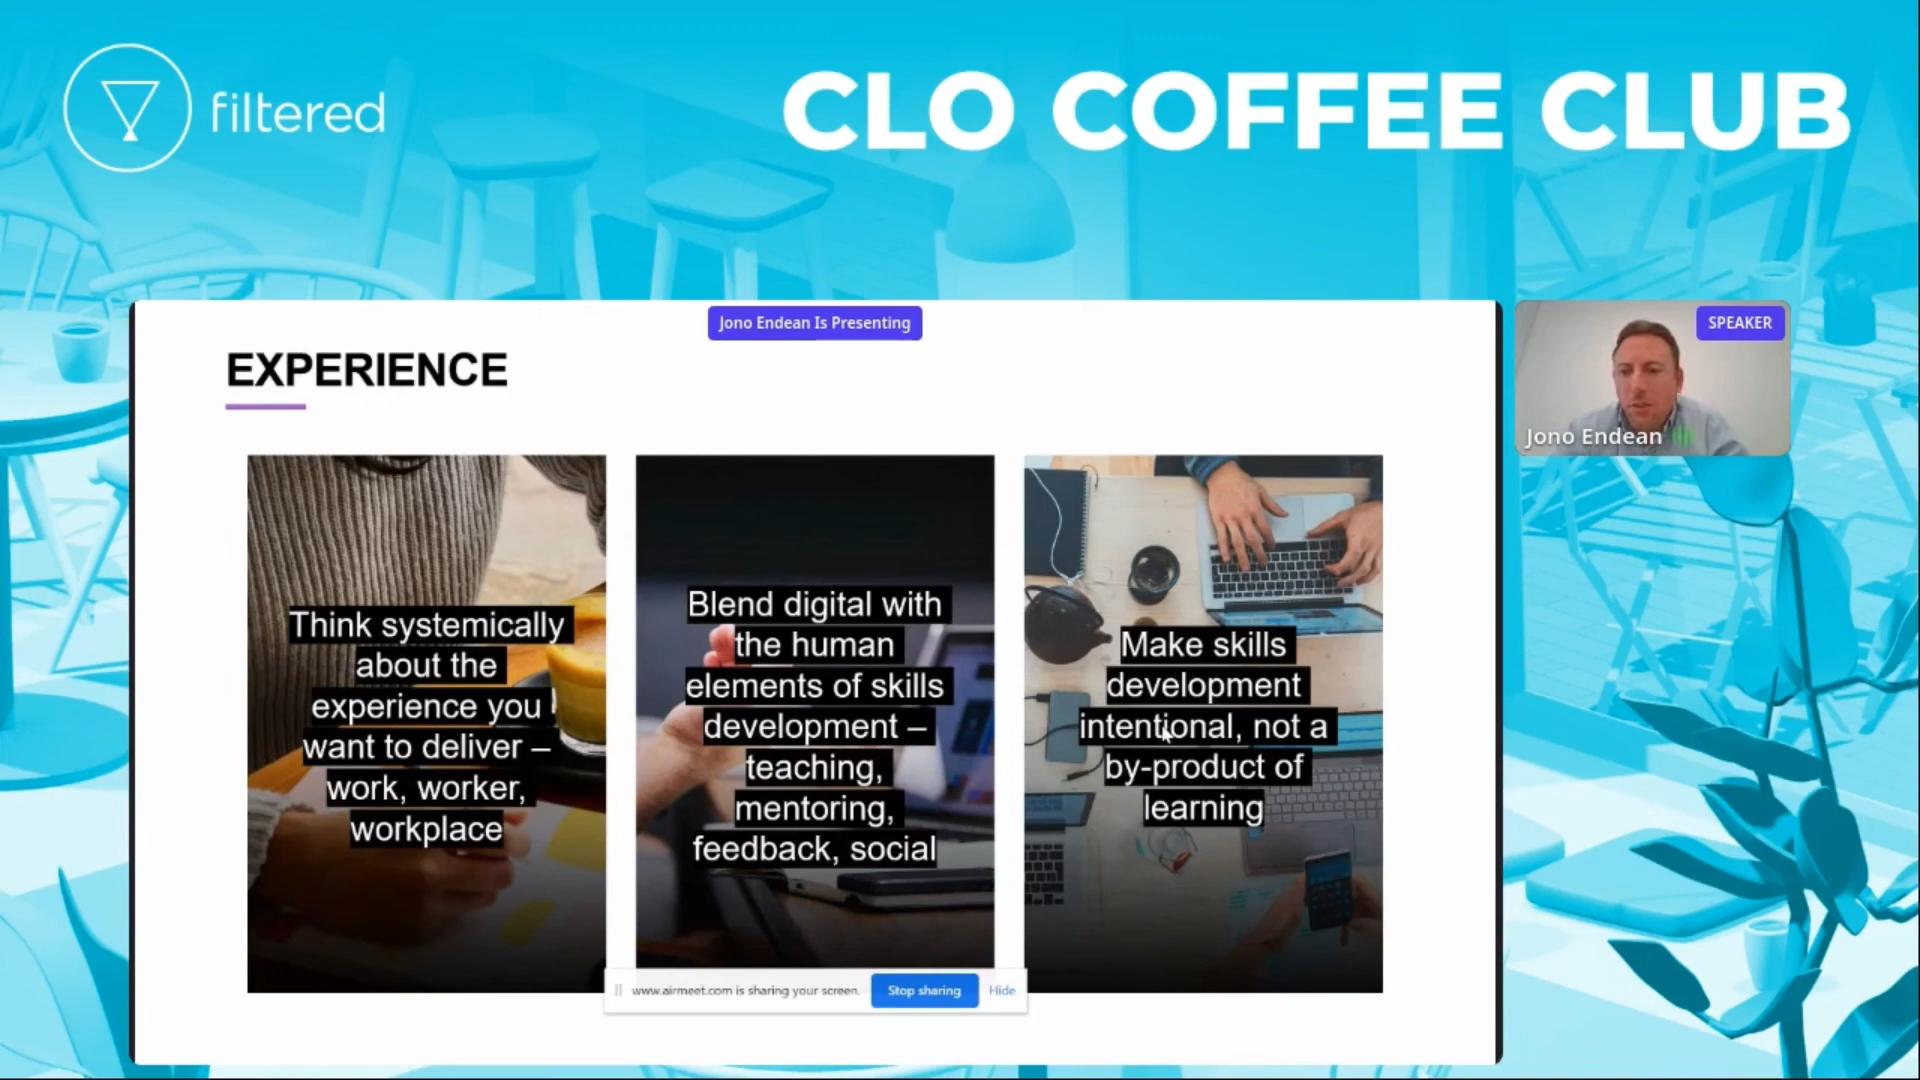 filtered
CLO COFFEE CLUB
Jono Endean Is Presenting
SPEAKER
Jono Endean
EXPERIENCE
Think systemically
about the
experience you
want to deliver –
work, worker,
workplace
Blend digital with
the human
elements of skills
development –
teaching,
mentoring,
feedback, social
Make skills
development
intentional, not a
by-product of
learning
www.airmeet.com is sharing your screen.
Stop sharing
Hide